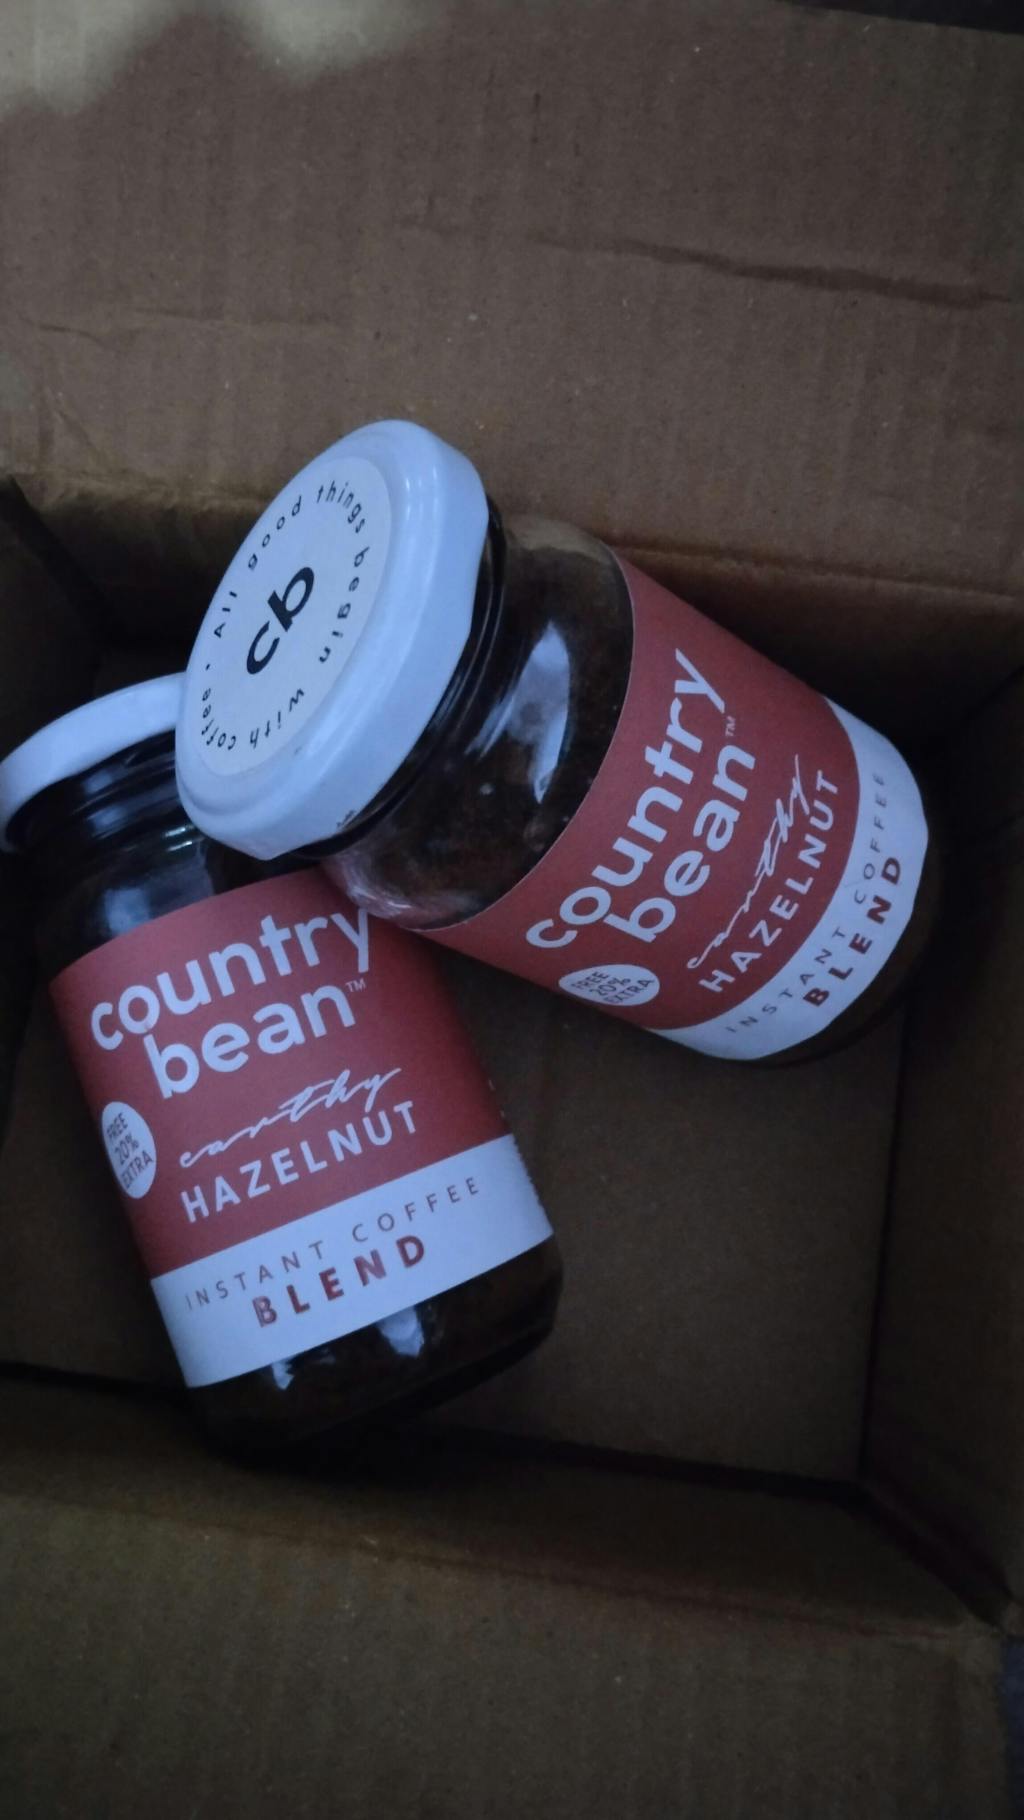 All good things begin with coffee.
cb
country
bean™
earthy
HAZELNUT
FREE
20%
EXTRA
INSTANT COFFEE
BLEND
country
bean™
earthy
HAZELNUT
FREE
20%
EXTRA
INSTANT COFFEE
BLEND